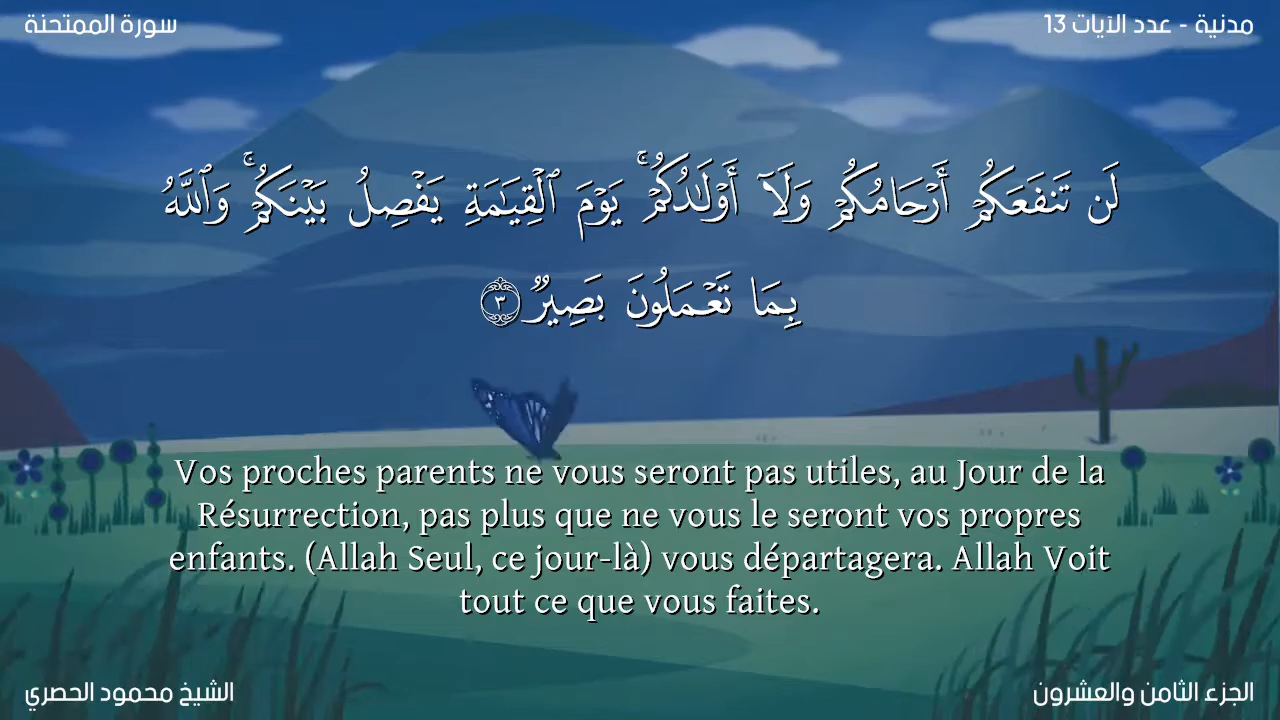 سورة الممتحنة
مدنية - عدد الآيات 13
لَن تَنفَعَكُمْ أَرْحَامُكُمْ وَلَآ أَوْلَـٰدُكُمْ ۚ يَوْمَ ٱلْقِيَـٰمَةِ يَفْصِلُ بَيْنَكُمْ ۚ وَٱللَّهُ
بِمَا تَعْمَلُونَ بَصِيرٌ ٣
Vos proches parents ne vous seront pas utiles, au Jour de la
Résurrection, pas plus que ne vous le seront vos propres
enfants. (Allah Seul, ce jour-là) vous départagera. Allah Voit
tout ce que vous faites.
الشيخ محمود الحصري
الجزء الثامن والعشرون